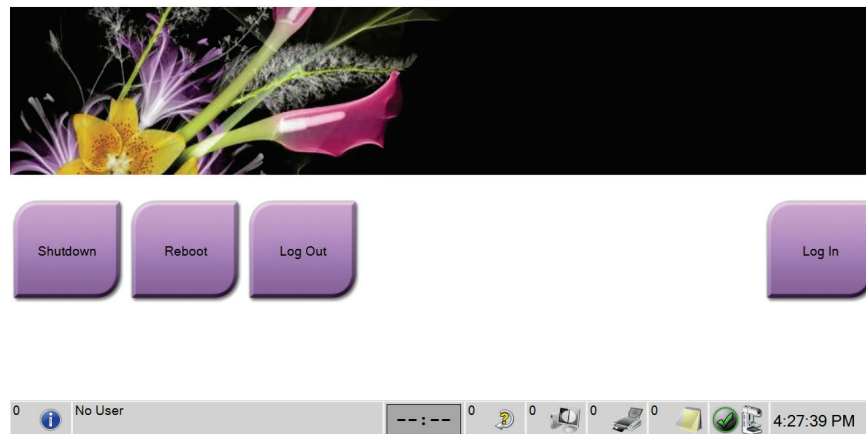 Shutdown
Reboot
Log Out
Log In
0
No User
--:--
0
0
0
0
4:27:39 PM